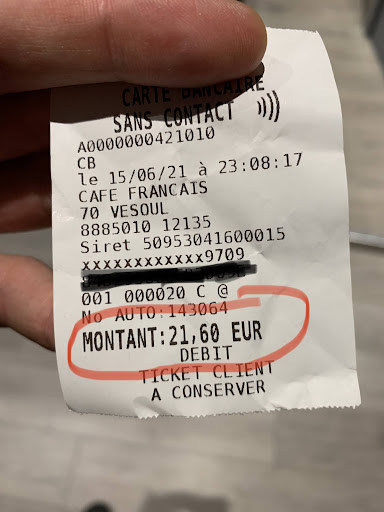 CARTE BANCAIRE
SANS CONTACT
A0000000421010
CB
le 15/06/21 à 23:08:17
CAFE FRANCAIS
70 VESOUL
8885010 12135
Siret 50953041600015
xxxxxxxxxxxx9709
001 000020 C @
No AUTO:143064
MONTANT:21,60 EUR
DEBIT
TICKET CLIENT
A CONSERVER